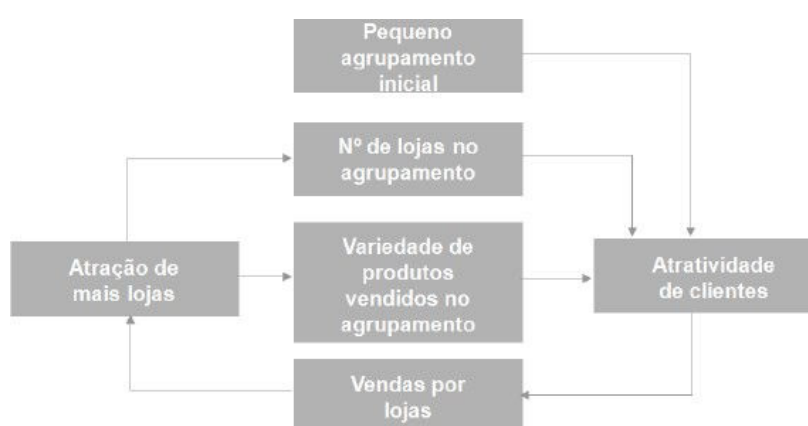 Pequeno
agrupamento
inicial
Nº de lojas no
agrupamento
Atração de
mais lojas
Variedade de
produtos
vendidos no
agrupamento
Atratividade
de clientes
Vendas por
lojas